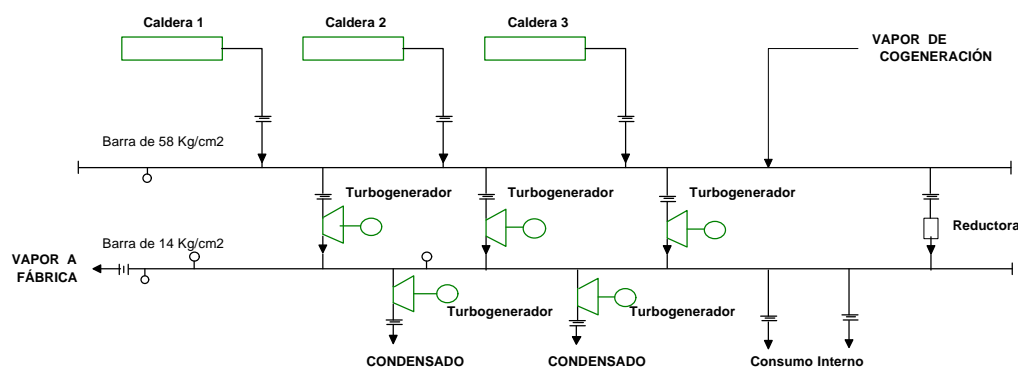 Caldera 1
Caldera 2
Caldera 3
VAPOR DE
COGENERACIÓN
Barra de 58 Kg/cm2
Turbogenerador
Turbogenerador
Turbogenerador
Reductora
Barra de 14 Kg/cm2
VAPOR A
FÁBRICA
Turbogenerador
Turbogenerador
CONDENSADO
CONDENSADO
Consumo Interno